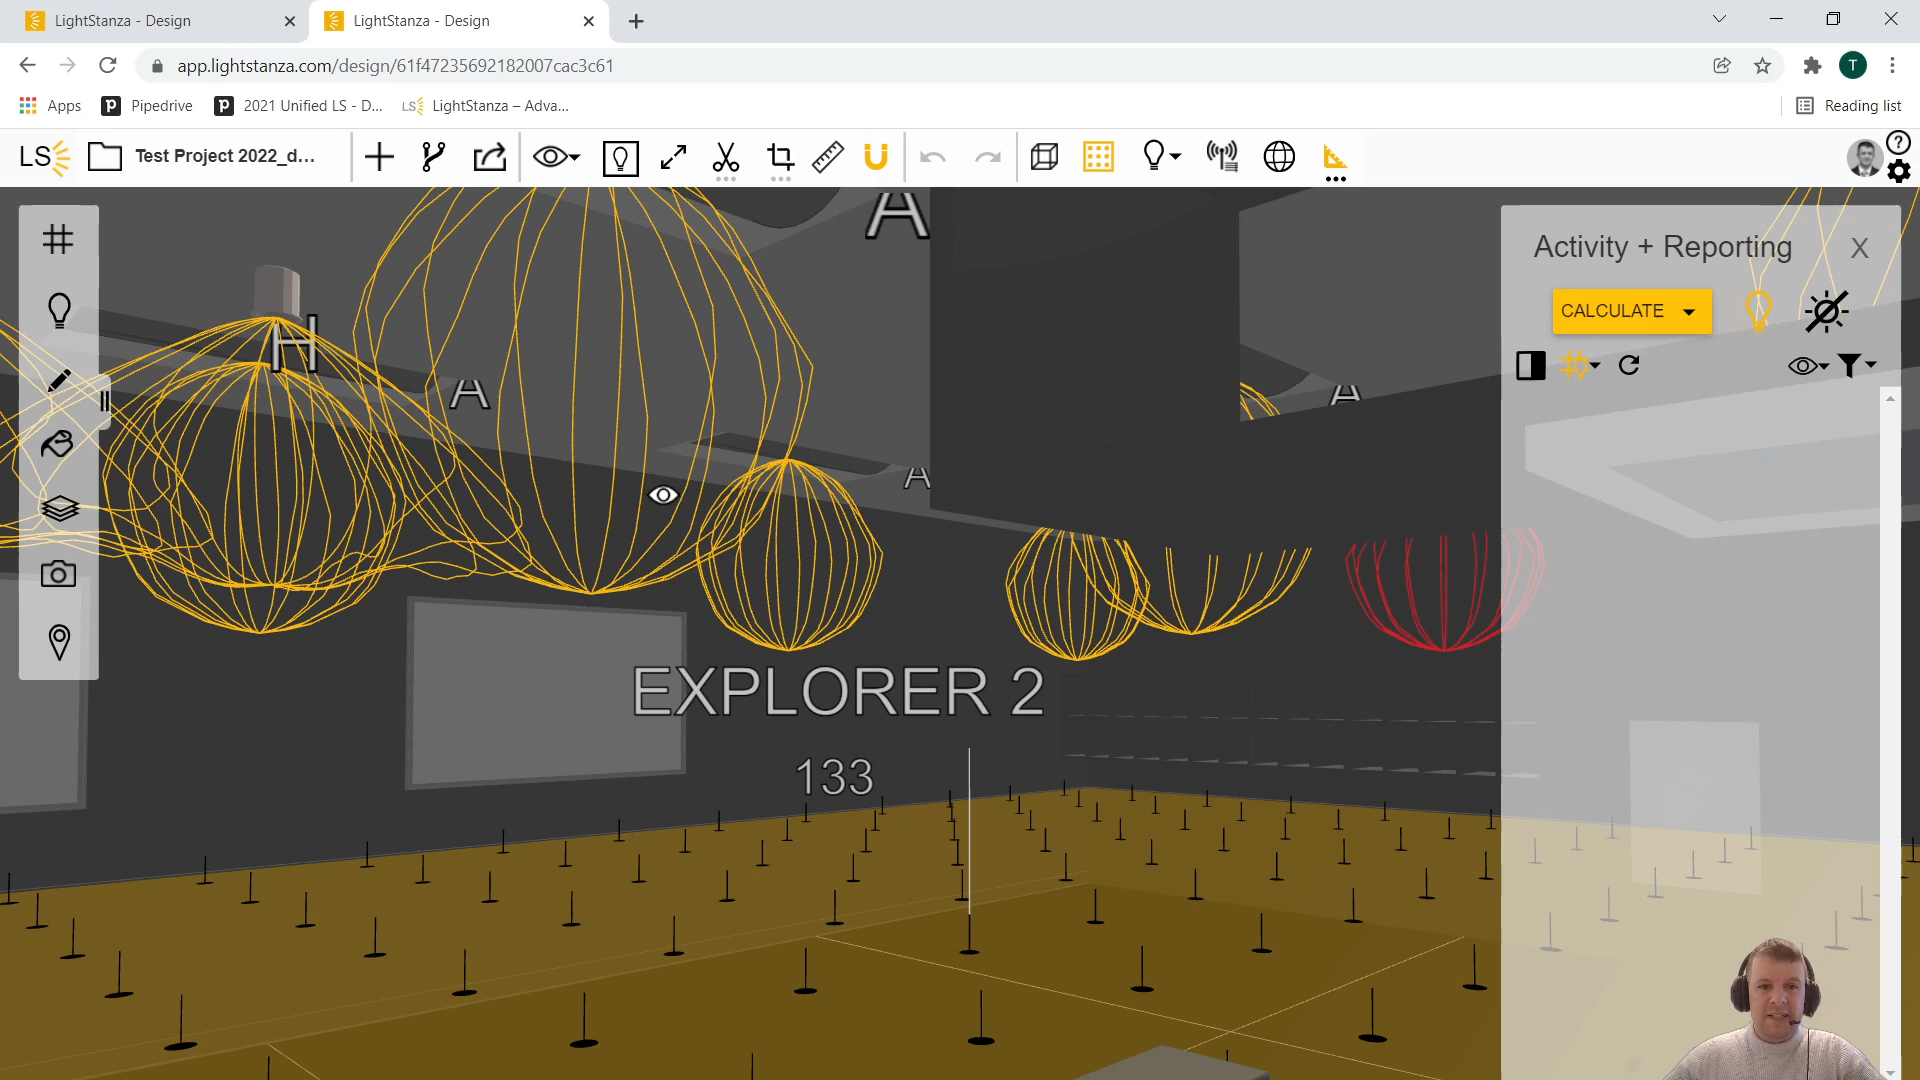 LightStanza - Design
LightStanza - Design
app.lightstanza.com/design/61f47235692182007cac3c61
T
Apps
Pipedrive
2021 Unified LS - D...
LS LightStanza – Adva...
Reading list
LS
Test Project 2022_d...
Activity + Reporting
X
CALCULATE
A
H
A
A
A
EXPLORER 2
133